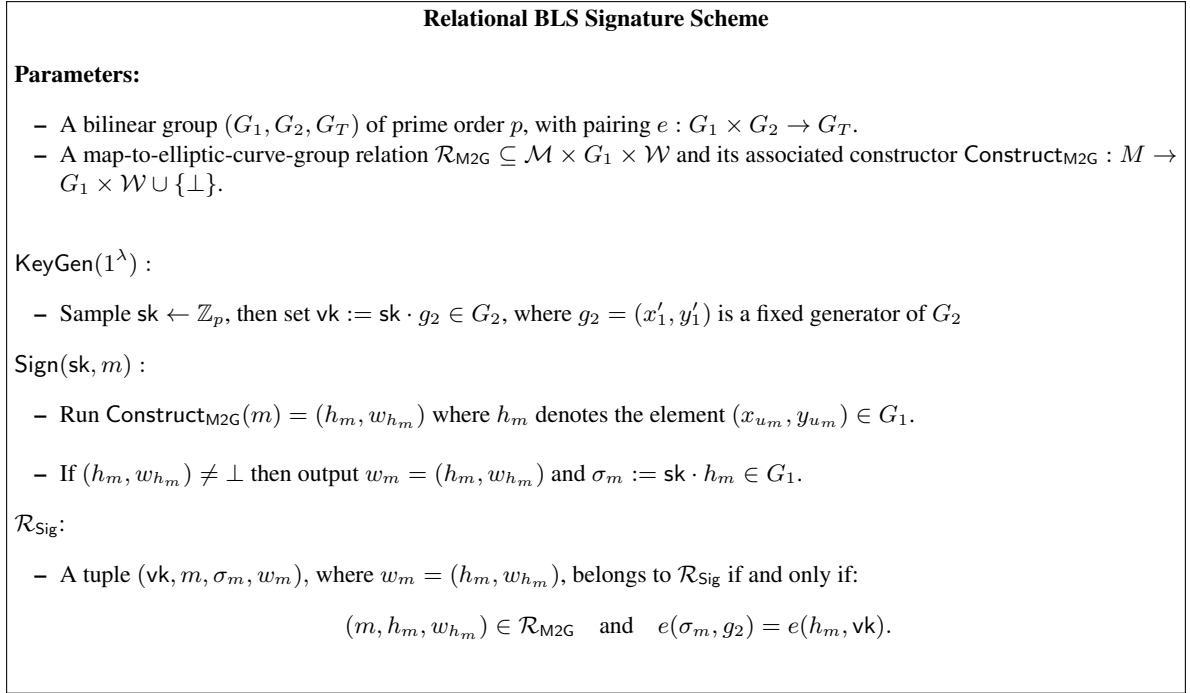 Relational BLS Signature Scheme
Parameters:
– A bilinear group (G₁, G₂, G_T) of prime order p, with pairing e : G₁ × G₂ → G_T.
– A map-to-elliptic-curve-group relation R_M2G ⊆ M × G₁ × W and its associated constructor Construct_M2G : M →
G₁ × W ∪ {⊥}.
KeyGen(1^λ) :
– Sample sk ← ℤ_p, then set vk := sk · g₂ ∈ G₂, where g₂ = (x′₁, y′₁) is a fixed generator of G₂
Sign(sk, m) :
– Run Construct_M2G(m) = (h_m, w_{h_m}) where h_m denotes the element (x_{u_m}, y_{u_m}) ∈ G₁.
– If (h_m, w_{h_m}) ≠ ⊥ then output w_m = (h_m, w_{h_m}) and σ_m := sk · h_m ∈ G₁.
R_Sig:
– A tuple (vk, m, σ_m, w_m), where w_m = (h_m, w_{h_m}), belongs to R_Sig if and only if:
(m, h_m, w_{h_m}) ∈ R_M2G and e(σ_m, g₂) = e(h_m, vk).